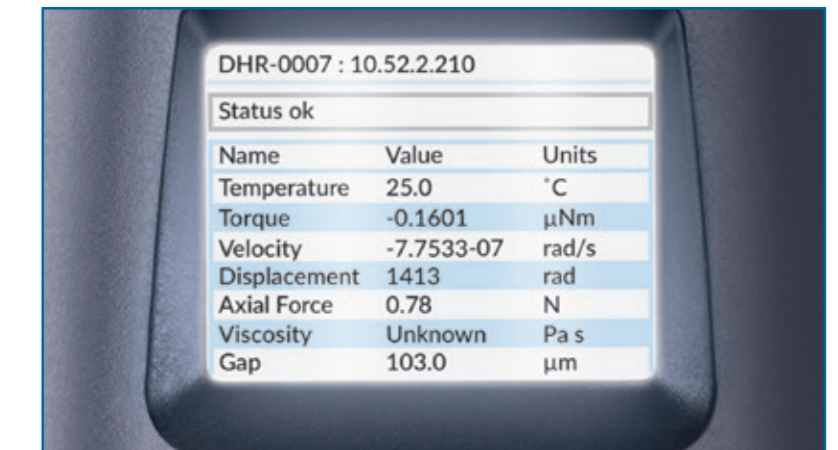 DHR-0007 : 10.52.2.210
Status ok
Name Value Units
Temperature 25.0 °C
Torque -0.1601 µNm
Velocity -7.7533-07 rad/s
Displacement 1413 rad
Axial Force 0.78 N
Viscosity Unknown Pa s
Gap 103.0 µm